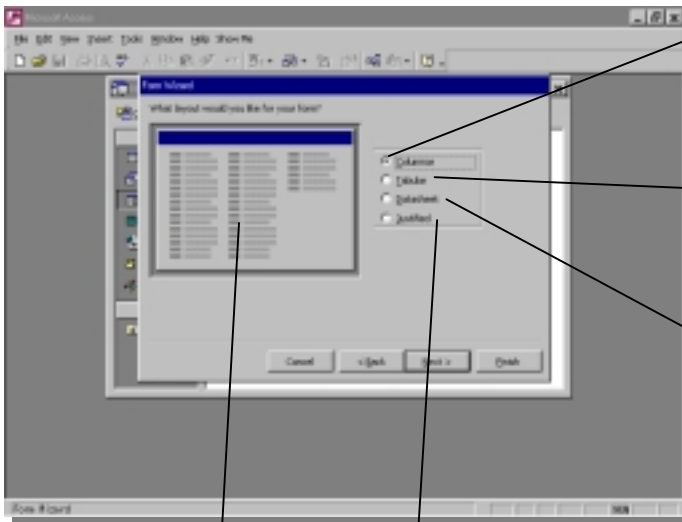 Microsoft Access
File Edit View Insert Tools Window Help Show Me
Form Wizard
What layout would you like for your form?
Columnar
Tabular
Datasheet
Justified
Cancel < Back Next > Finish
Form Wizard NUM